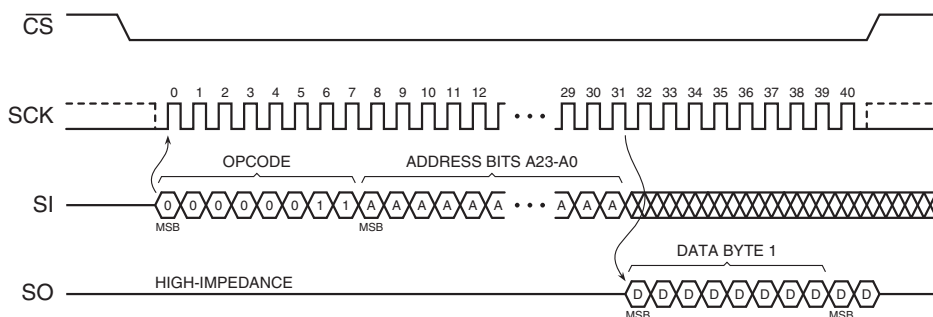 CS
0 1 2 3 4 5 6 7 8 9 10 11 12 29 30 31 32 33 34 35 36 37 38 39 40
SCK
OPCODE ADDRESS BITS A23-A0
SI 0 0 0 0 0 0 1 1 A A A A A A A A A
MSB MSB
DATA BYTE 1
HIGH-IMPEDANCE
SO D D D D D D D D D D
MSB MSB